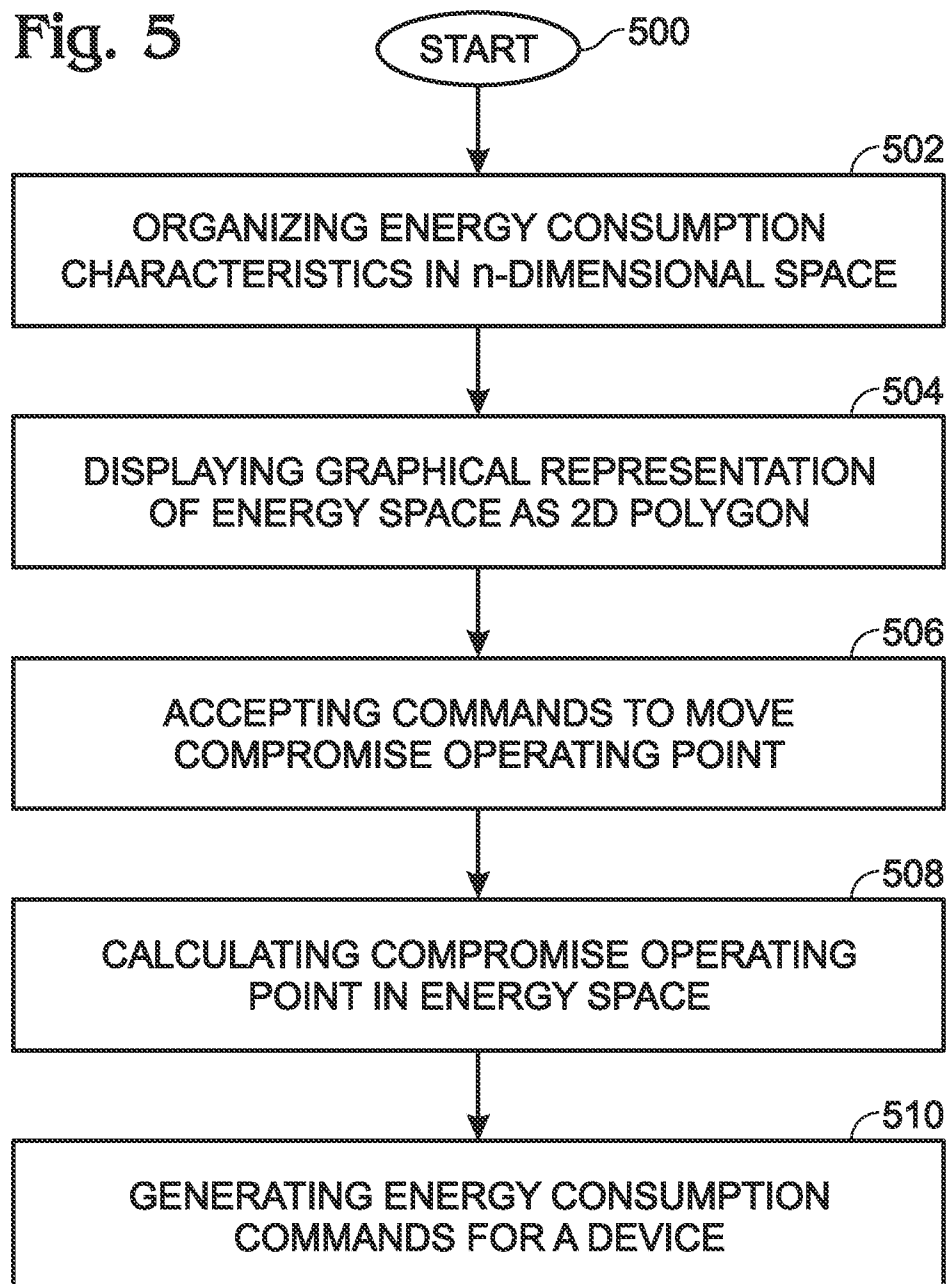 Fig. 5
START
500
502
ORGANIZING ENERGY CONSUMPTION
CHARACTERISTICS IN n-DIMENSIONAL SPACE
504
DISPLAYING GRAPHICAL REPRESENTATION
OF ENERGY SPACE AS 2D POLYGON
506
ACCEPTING COMMANDS TO MOVE
COMPROMISE OPERATING POINT
508
CALCULATING COMPROMISE OPERATING
POINT IN ENERGY SPACE
510
GENERATING ENERGY CONSUMPTION
COMMANDS FOR A DEVICE